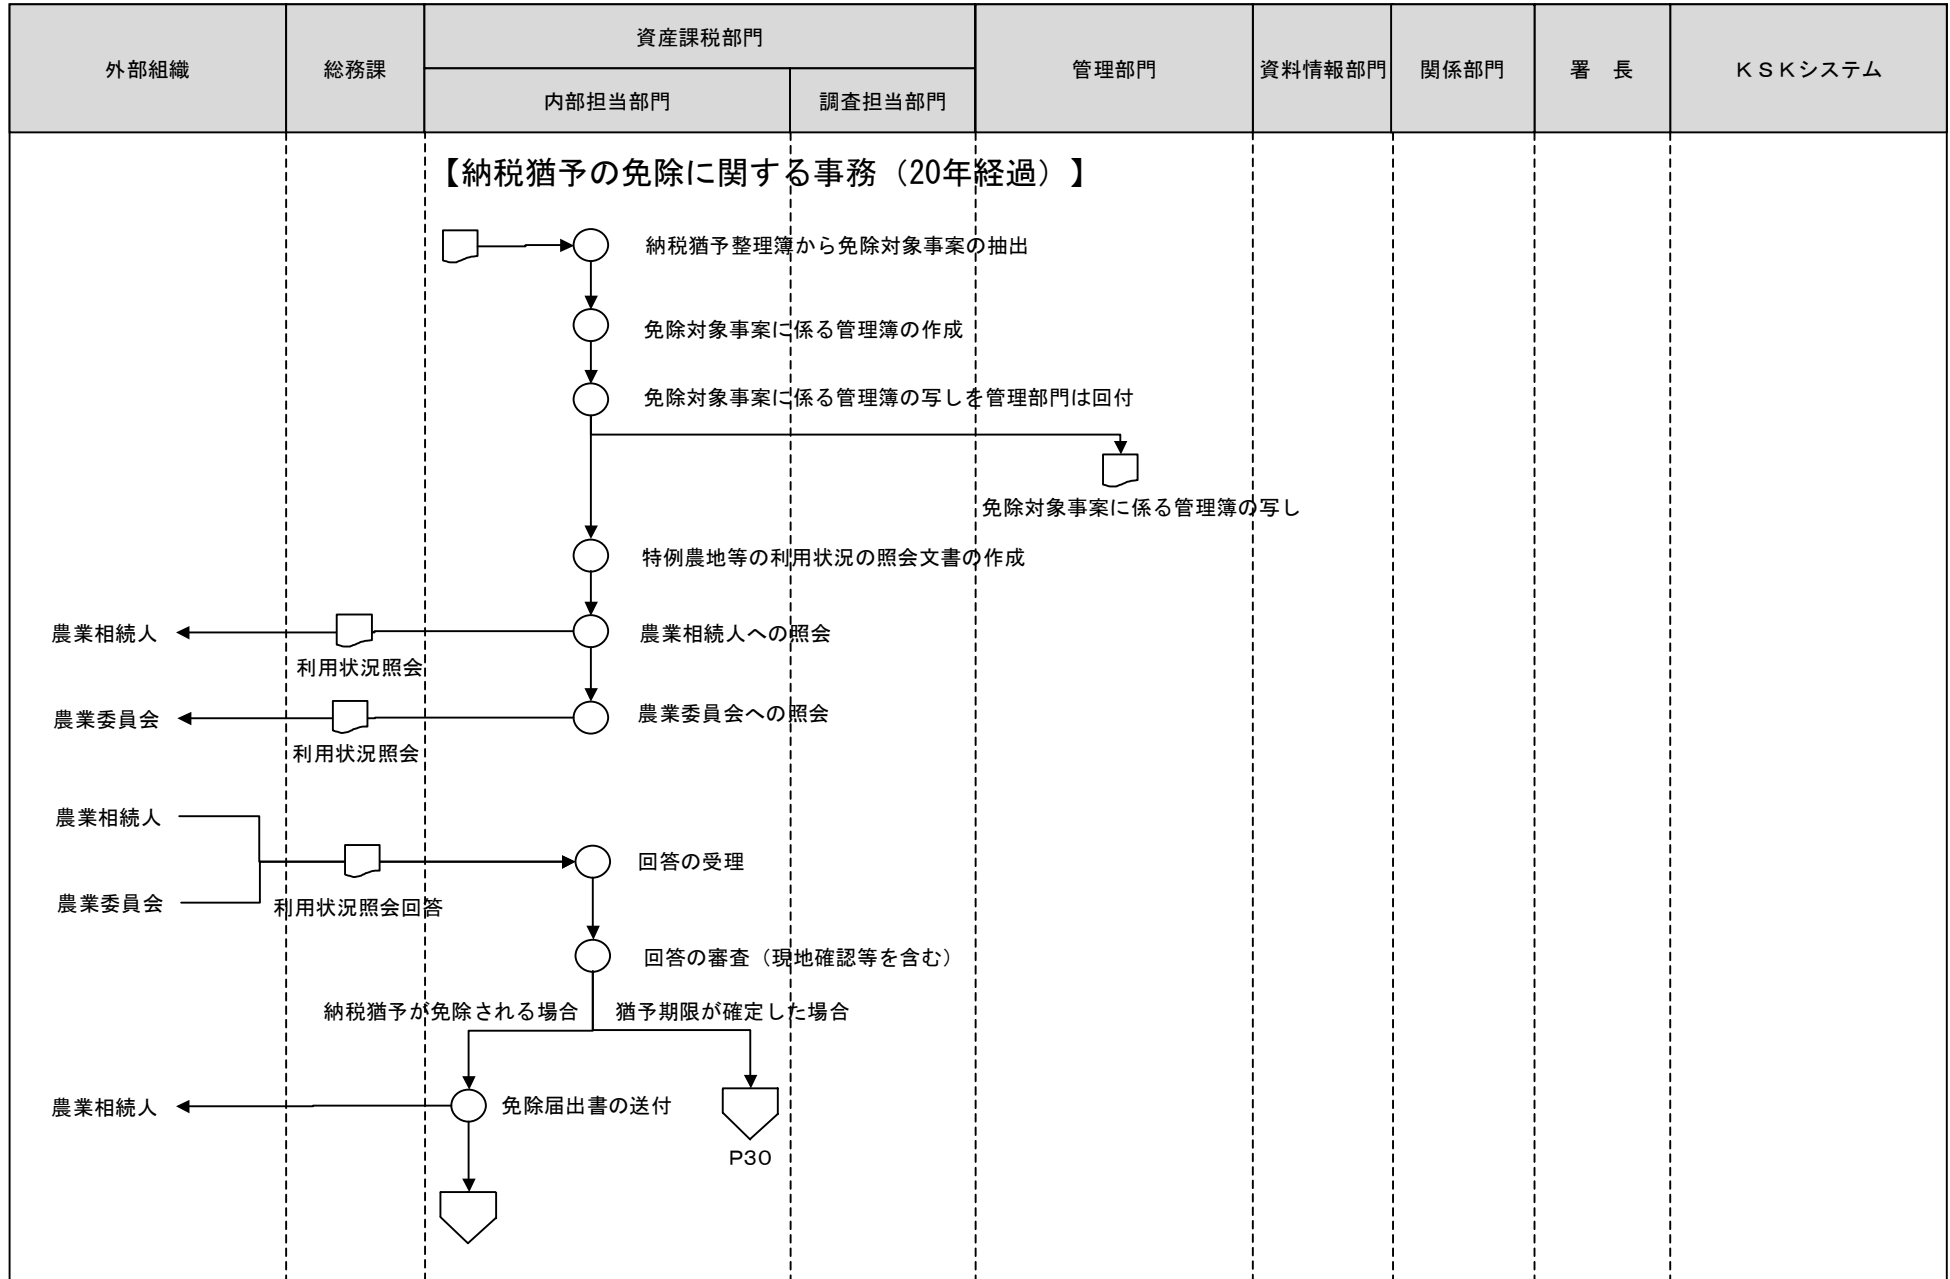 外部組織
総務課
資産課税部門
内部担当部門
調査担当部門
管理部門
資料情報部門
関係部門
署　長
ＫＳＫシステム
【納税猶予の免除に関する事務（20年経過）】
納税猶予整理簿から免除対象事案の抽出
免除対象事案に係る管理簿の作成
免除対象事案に係る管理簿の写しを管理部門は回付
免除対象事案に係る管理簿の写し
特例農地等の利用状況の照会文書の作成
農業相続人
農業相続人への照会
利用状況照会
農業委員会
農業委員会への照会
利用状況照会
農業相続人
回答の受理
農業委員会
利用状況照会回答
回答の審査（現地確認等を含む）
納税猶予が免除される場合
猶予期限が確定した場合
農業相続人
免除届出書の送付
P30